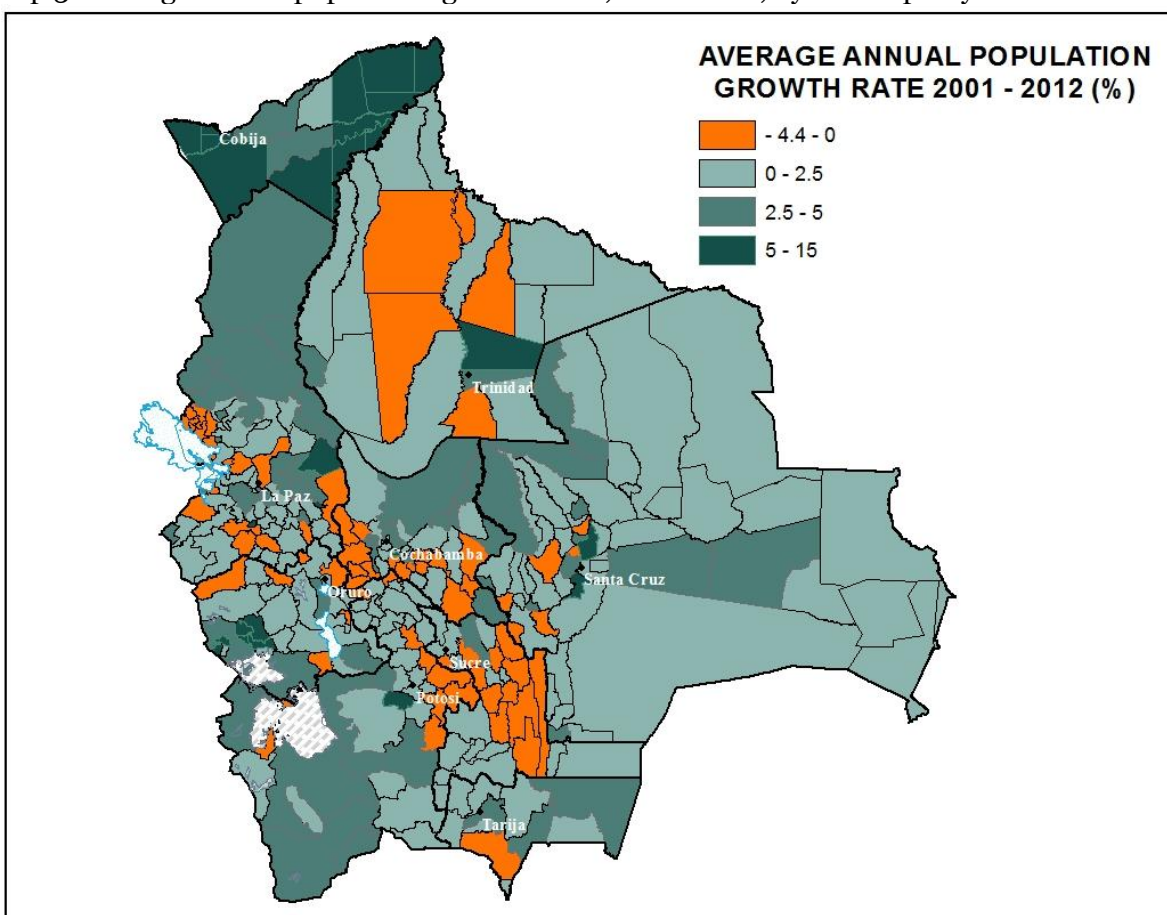 AVERAGE ANNUAL POPULATION
GROWTH RATE 2001 - 2012 (%)
- 4.4 - 0
0 - 2.5
2.5 - 5
5 - 15
Cobija
Trinidad
La Paz
Cochabamba
Santa Cruz
Oruro
Sucre
Potosi
Tarija